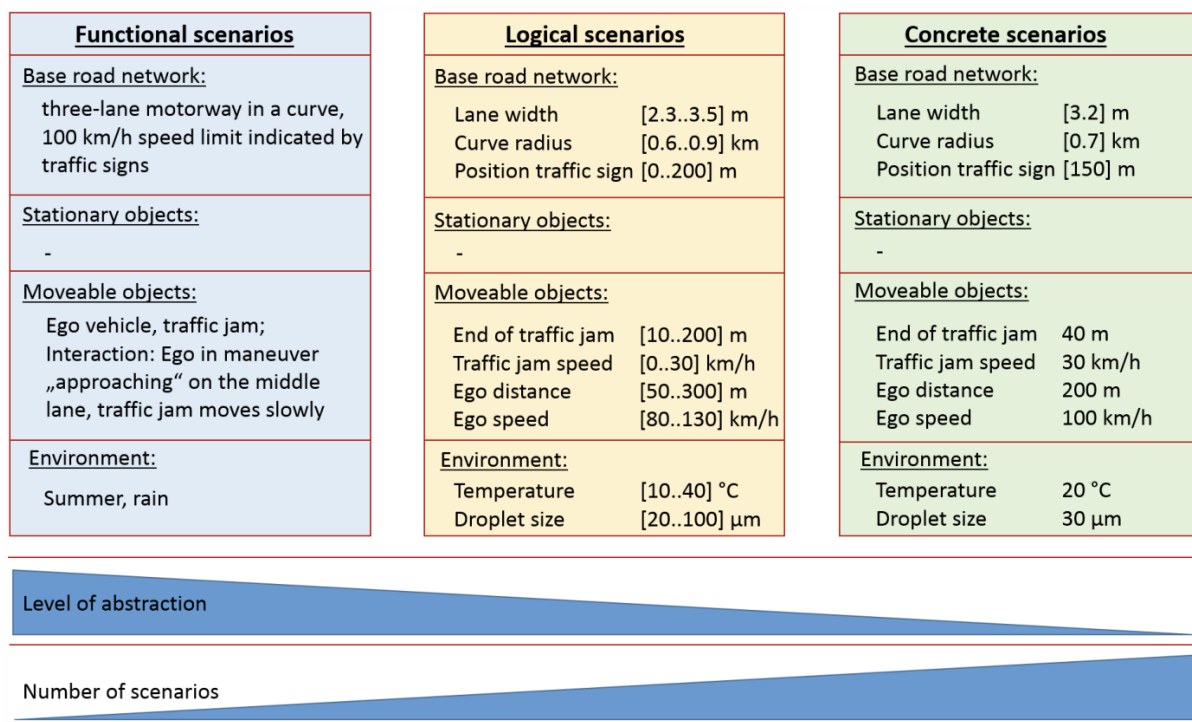 Functional scenarios
Base road network:
three-lane motorway in a curve,
100 km/h speed limit indicated by
traffic signs
Stationary objects:
-
Moveable objects:
Ego vehicle, traffic jam;
Interaction: Ego in maneuver
„approaching“ on the middle
lane, traffic jam moves slowly
Environment:
Summer, rain
Logical scenarios
Base road network:
Lane width [2.3..3.5] m
Curve radius [0.6..0.9] km
Position traffic sign [0..200] m
Stationary objects:
-
Moveable objects:
End of traffic jam [10..200] m
Traffic jam speed [0..30] km/h
Ego distance [50..300] m
Ego speed [80..130] km/h
Environment:
Temperature [10..40] °C
Droplet size [20..100] µm
Concrete scenarios
Base road network:
Lane width [3.2] m
Curve radius [0.7] km
Position traffic sign [150] m
Stationary objects:
-
Moveable objects:
End of traffic jam 40 m
Traffic jam speed 30 km/h
Ego distance 200 m
Ego speed 100 km/h
Environment:
Temperature 20 °C
Droplet size 30 µm
Level of abstraction
Number of scenarios